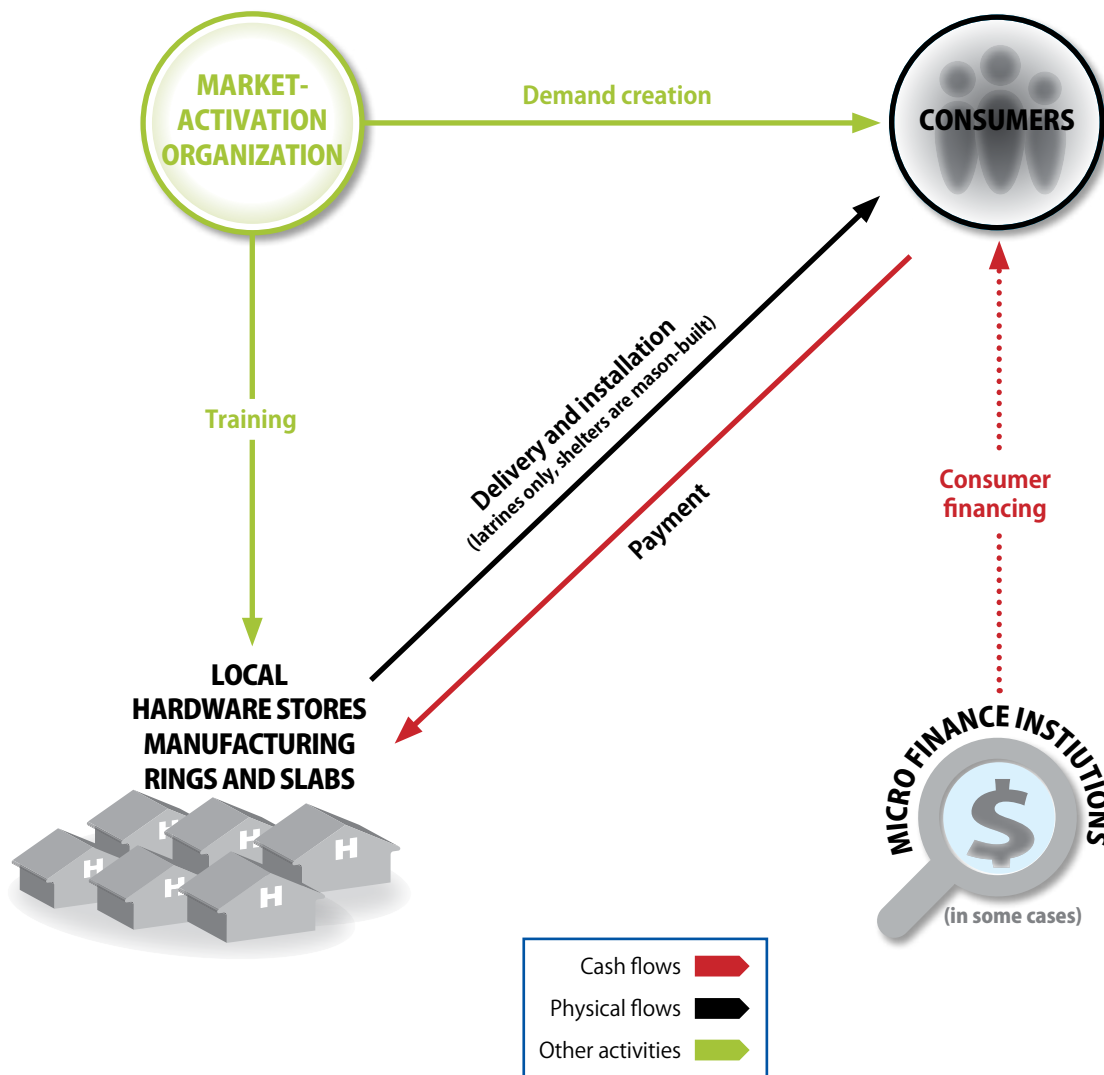 MARKET-
ACTIVATION
ORGANIZATION
Demand creation
CONSUMERS
Training
Delivery and installation
(latrines only, shelters are mason-built)
Payment
Consumer
financing
LOCAL
HARDWARE STORES
MANUFACTURING
RINGS AND SLABS
H
H
H
H
H
H
MICRO FINANCE INSTIUTIONS
$
(in some cases)
Cash flows
Physical flows
Other activities